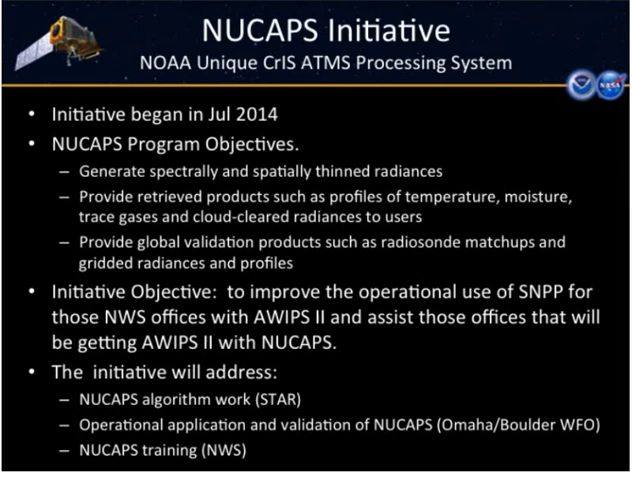 NUCAPS Initiative
NOAA Unique CrIS ATMS Processing System
NASA
• Initiative began in Jul 2014
• NUCAPS Program Objectives.
– Generate spectrally and spatially thinned radiances
– Provide retrieved products such as profiles of temperature, moisture,
trace gases and cloud-cleared radiances to users
– Provide global validation products such as radiosonde matchups and
gridded radiances and profiles
• Initiative Objective:  to improve the operational use of SNPP for
those NWS offices with AWIPS II and assist those offices that will
be getting AWIPS II with NUCAPS.
• The  initiative will address:
– NUCAPS algorithm work (STAR)
– Operational application and validation of NUCAPS (Omaha/Boulder WFO)
– NUCAPS training (NWS)